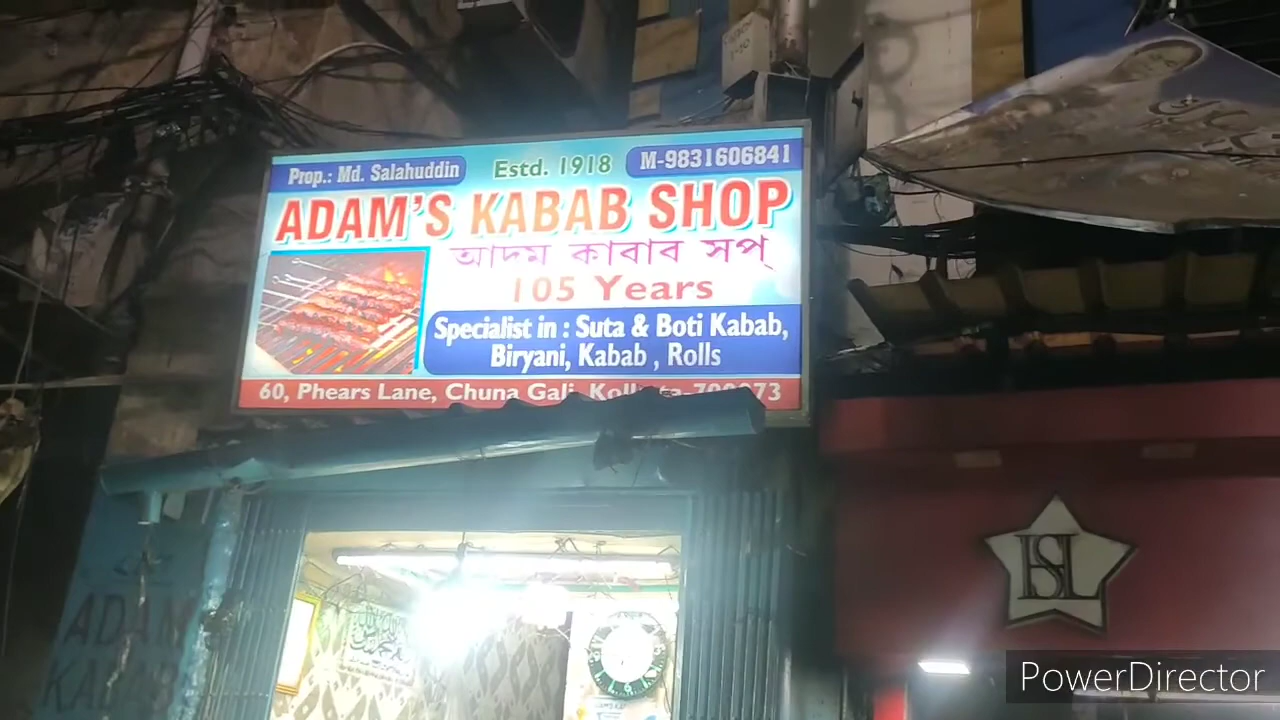 Prop.: Md. Salahuddin
Estd. 1918
M-9831606841
ADAM'S KABAB SHOP
আদম কাবাব সপ্
105 Years
Specialist in : Suta & Boti Kabab,
Biryani, Kabab , Rolls
60, Phears Lane, Chuna Gali,
ADAM
KABAB
PowerDirector